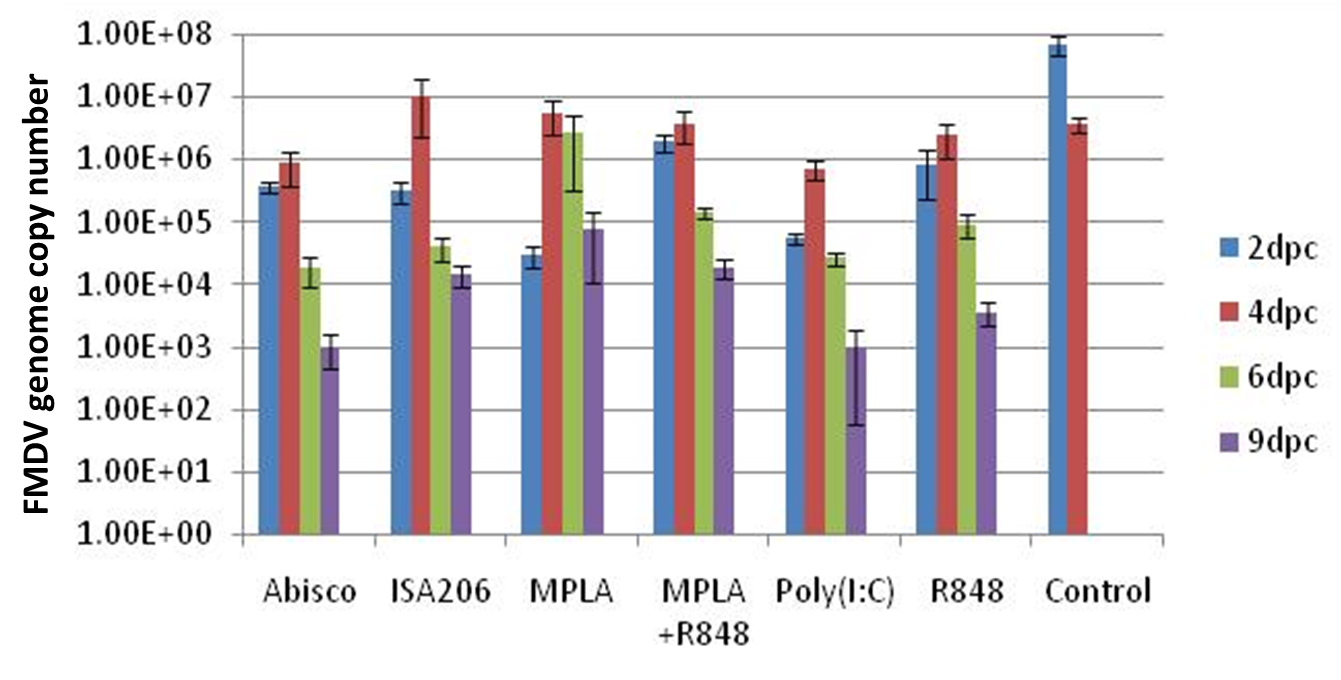 FMDV genome copy number
1.00E+08
1.00E+07
1.00E+06
1.00E+05
1.00E+04
1.00E+03
1.00E+02
1.00E+01
1.00E+00
Abisco ISA206 MPLA MPLA Poly(I:C) R848 Control
+R848
2dpc
4dpc
6dpc
9dpc